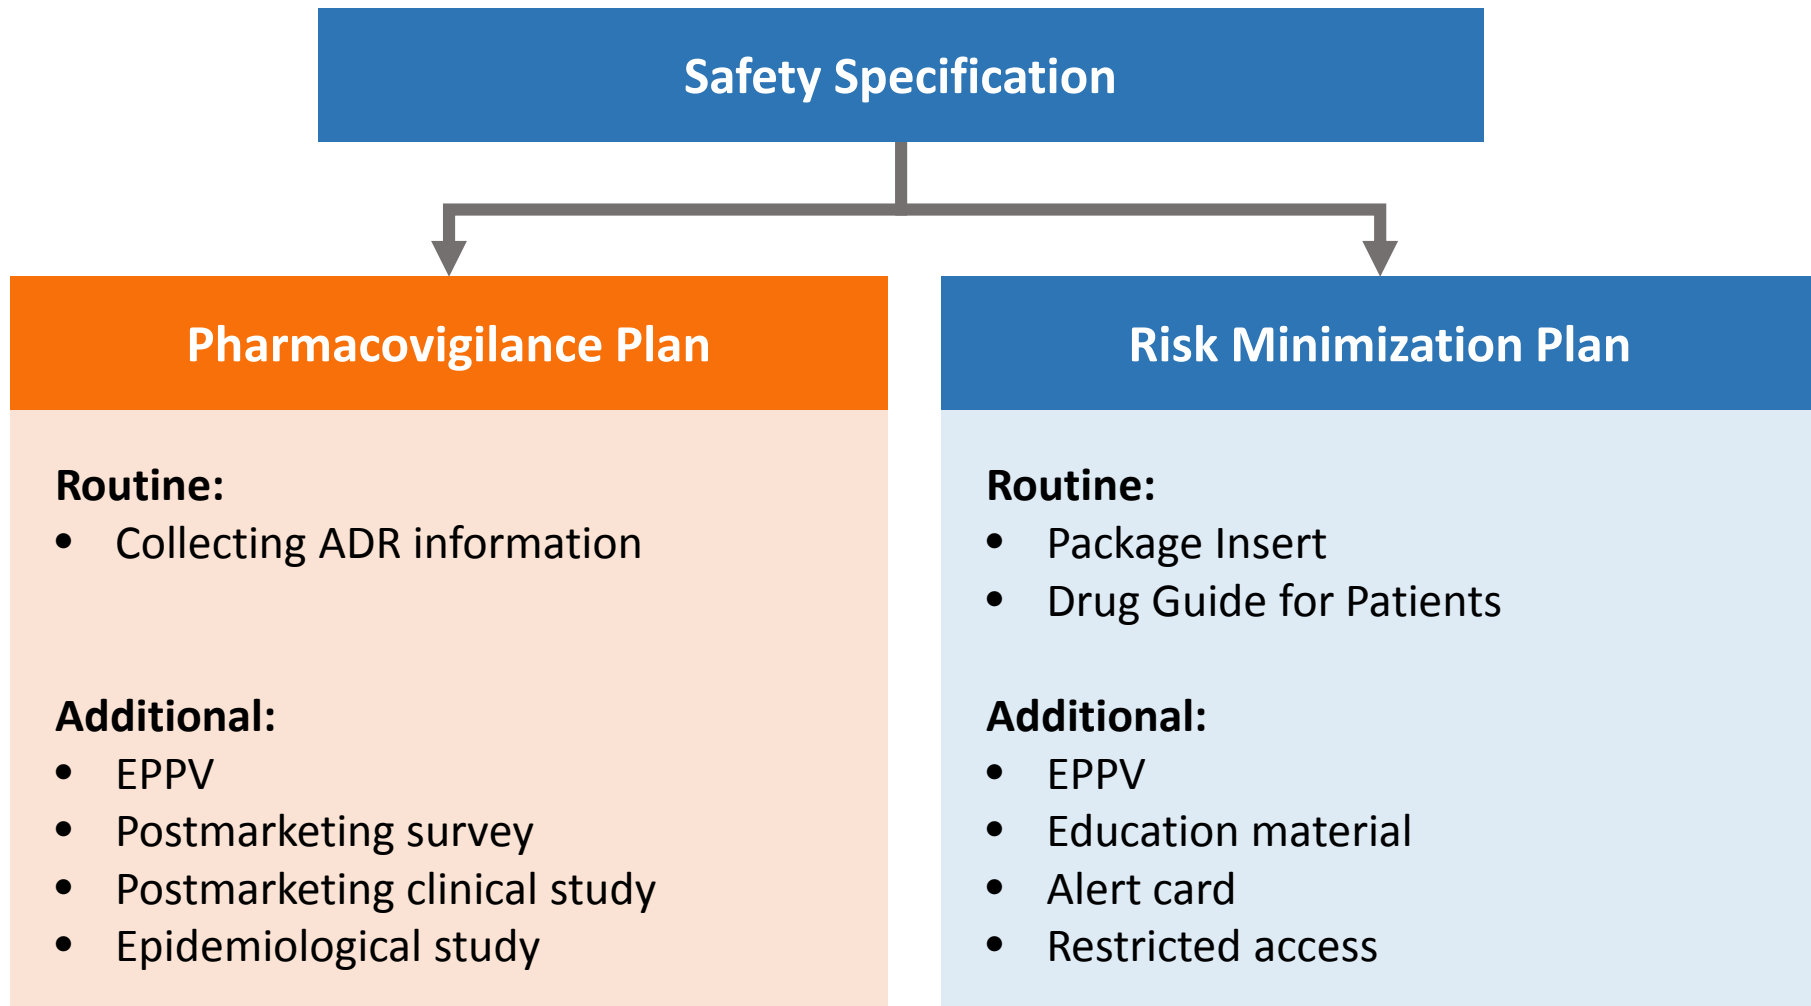 Safety Specification
Pharmacovigilance Plan
Routine:
• Collecting ADR information
Additional:
• EPPV
• Postmarketing survey
• Postmarketing clinical study
• Epidemiological study
Risk Minimization Plan
Routine:
• Package Insert
• Drug Guide for Patients
Additional:
• EPPV
• Education material
• Alert card
• Restricted access